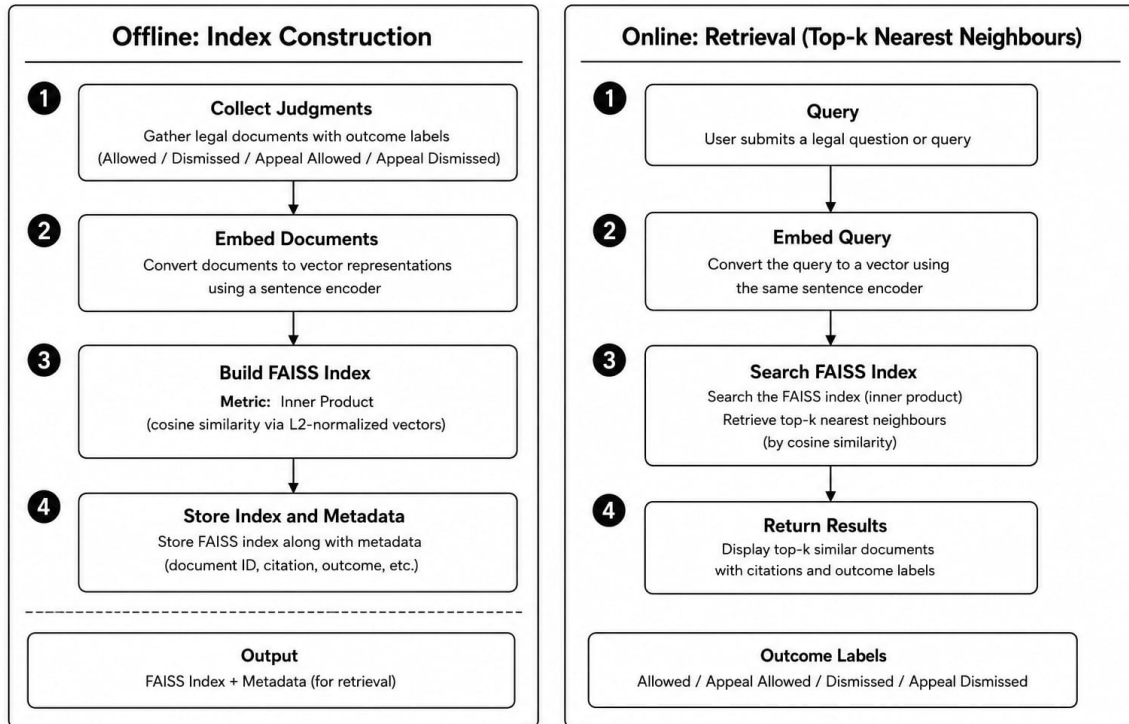 Offline: Index Construction
1
Collect Judgments
Gather legal documents with outcome labels
(Allowed / Dismissed / Appeal Allowed / Appeal Dismissed)
2
Embed Documents
Convert documents to vector representations
using a sentence encoder
3
Build FAISS Index
Metric: Inner Product
(cosine similarity via L2-normalized vectors)
4
Store Index and Metadata
Store FAISS index along with metadata
(document ID, citation, outcome, etc.)
Output
FAISS Index + Metadata (for retrieval)
Online: Retrieval (Top-k Nearest Neighbours)
1
Query
User submits a legal question or query
2
Embed Query
Convert the query to a vector using
the same sentence encoder
3
Search FAISS Index
Search the FAISS index (inner product)
Retrieve top-k nearest neighbours
(by cosine similarity)
4
Return Results
Display top-k similar documents
with citations and outcome labels
Outcome Labels
Allowed / Appeal Allowed / Dismissed / Appeal Dismissed